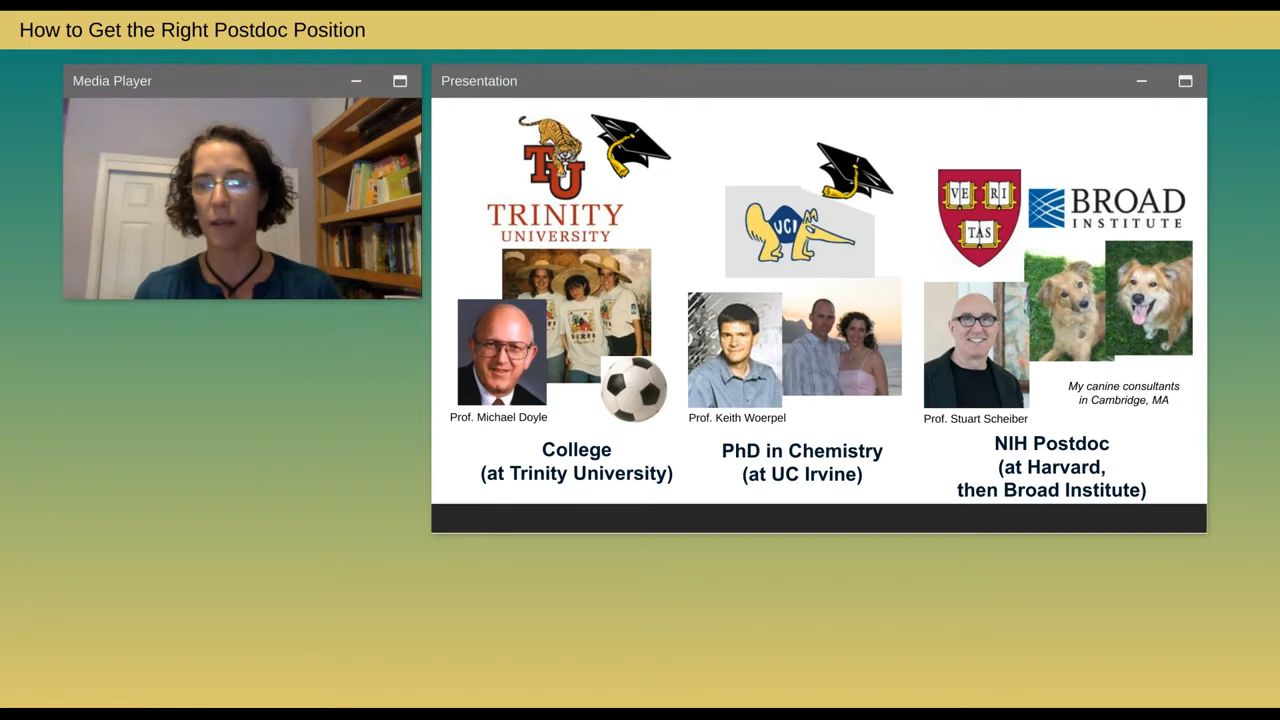 How to Get the Right Postdoc Position
Media Player
Presentation
TU
TRINITY
UNIVERSITY
Prof. Michael Doyle
College
(at Trinity University)
UCI
Prof. Keith Woerpel
PhD in Chemistry
(at UC Irvine)
VE RI
TAS
BROAD
INSTITUTE
My canine consultants
in Cambridge, MA
Prof. Stuart Scheiber
NIH Postdoc
(at Harvard,
then Broad Institute)